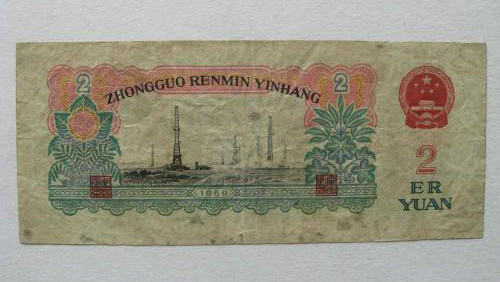 2
2
ZHONGGUO RENMIN YINHANG
1960
2
ER
YUAN